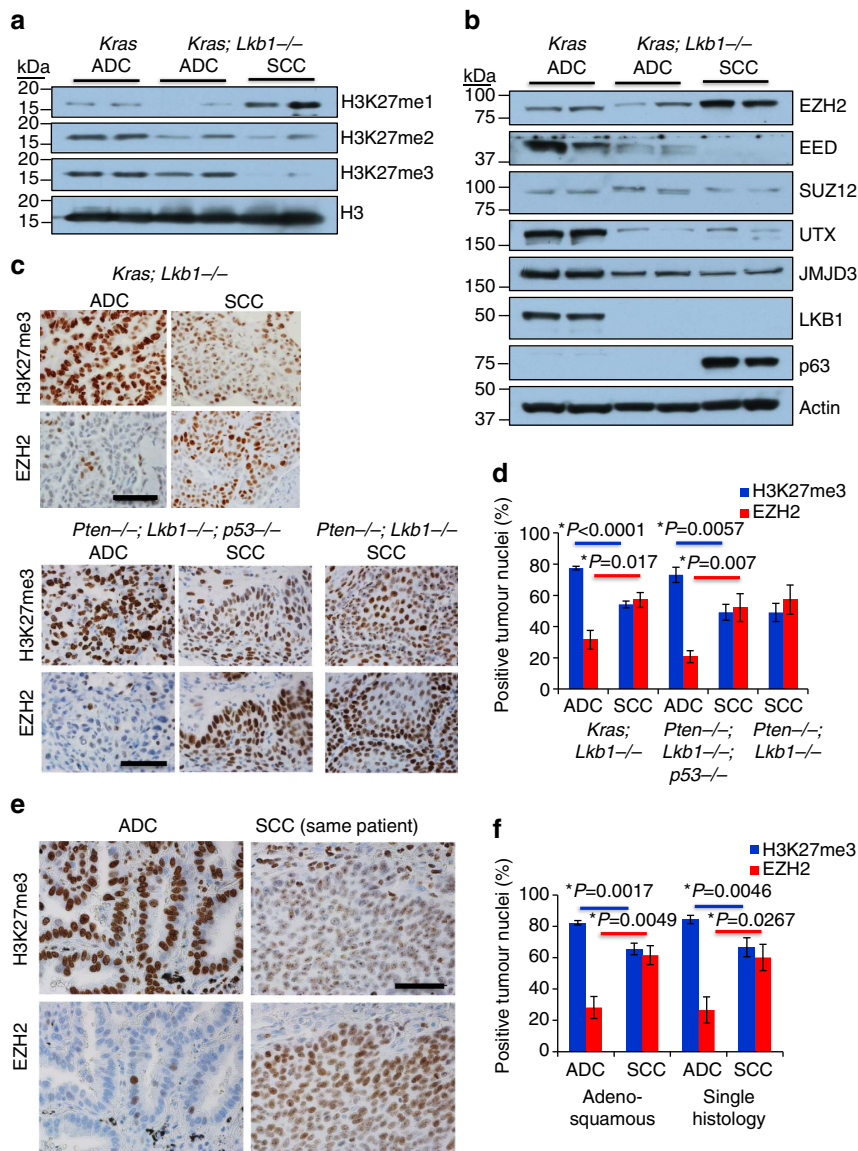 a
Kras Kras; Lkb1–/–
kDa ADC ADC SCC
20
15
H3K27me1
20
15
H3K27me2
20
15
H3K27me3
20
15
H3
b
Kras Kras; Lkb1–/–
kDa ADC ADC SCC
100
75
EZH2
37
EED
100
75
SUZ12
150
UTX
150
JMJD3
50
LKB1
75
p63
50
37
Actin
c
Kras; Lkb1–/–
ADC SCC
H3K27me3
EZH2
Pten–/–; Lkb1–/–; p53–/– Pten–/–; Lkb1–/–
ADC SCC SCC
H3K27me3
EZH2
d
H3K27me3
EZH2
*P<0.0001 *P=0.0057
*P=0.017 *P=0.007
Positive tumour nuclei (%)
100
80
60
40
20
0
ADC SCC ADC SCC SCC
Kras; Pten–/–; Pten–/–;
Lkb1–/– Lkb1–/–; Lkb1–/–
p53–/–
e
ADC SCC (same patient)
H3K27me3
EZH2
f
H3K27me3
EZH2
*P=0.0017 *P=0.0046
*P=0.0049 *P=0.0267
Positive tumour nuclei (%)
100
80
60
40
20
0
ADC SCC ADC SCC
Adeno- Single
squamous histology